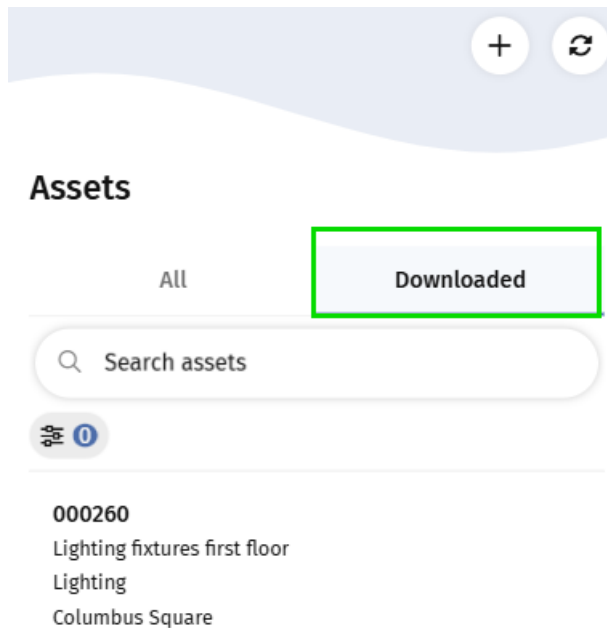 Assets
All
Downloaded
Search assets
0
000260
Lighting fixtures first floor
Lighting
Columbus Square